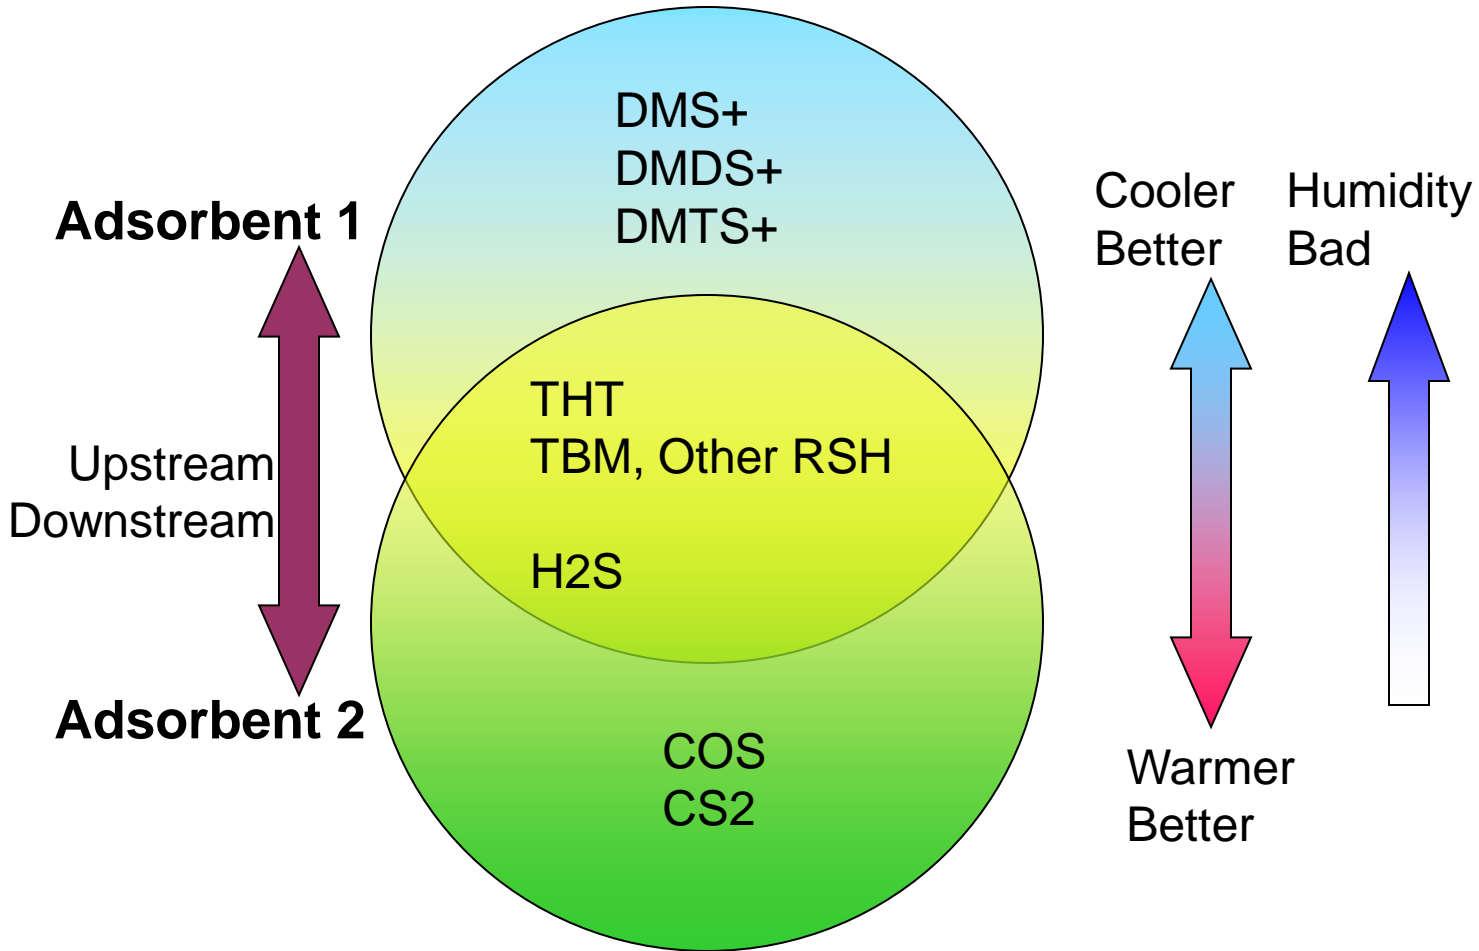 DMS+
DMDS+
DMTS+
Adsorbent 1
Cooler
Better
Humidity
Bad
THT
TBM, Other RSH
H2S
Upstream
Downstream
Adsorbent 2
COS
CS2
Warmer
Better